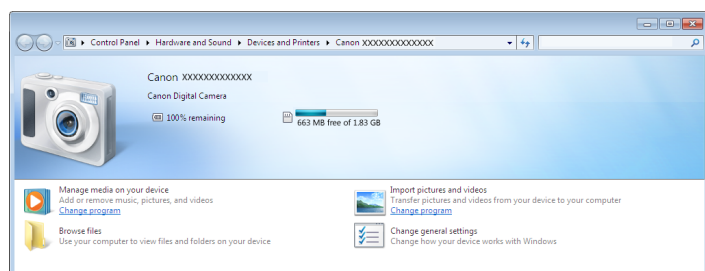 Control Panel ▸ Hardware and Sound ▸ Devices and Printers ▸ Canon XXXXXXXXXXXXX
Canon XXXXXXXXXXXXX
Canon Digital Camera
100% remaining
663 MB free of 1.83 GB
Manage media on your device
Add or remove music, pictures, and videos
Change program
Import pictures and videos
Transfer pictures and videos from your device to your computer
Change program
Browse files
Use your computer to view files and folders on your device
Change general settings
Change how your device works with Windows